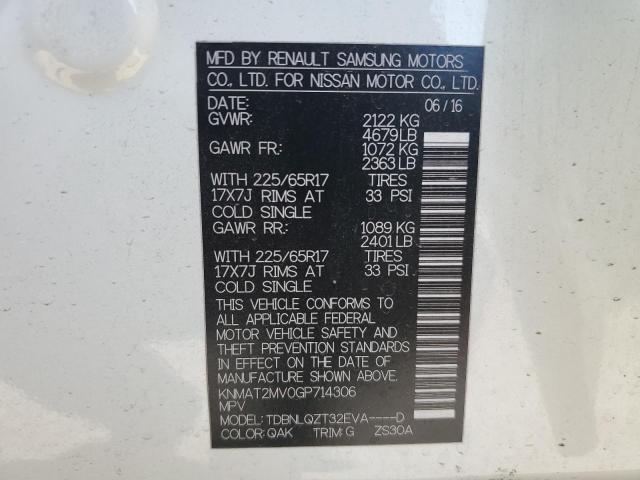 MFD BY RENAULT SAMSUNG MOTORS
CO., LTD. FOR NISSAN MOTOR CO., LTD.
DATE: 06/16
GVWR: 2122 KG
4679LB
GAWR FR: 1072 KG
2363 LB
WITH 225/65R17 TIRES
17X7J RIMS AT 33 PSI
COLD SINGLE
GAWR RR: 1089 KG
2401 LB
WITH 225/65R17 TIRES
17X7J RIMS AT 33 PSI
COLD SINGLE
THIS VEHICLE CONFORMS TO
ALL APPLICABLE FEDERAL
MOTOR VEHICLE SAFETY AND
THEFT PREVENTION STANDARDS
IN EFFECT ON THE DATE OF
MANUFACTURE SHOWN ABOVE.
KNMAT2MV0GP714306
MPV
MODEL: TDBNLQZT32EVA----D
COLOR: QAK TRIM: G ZS30A